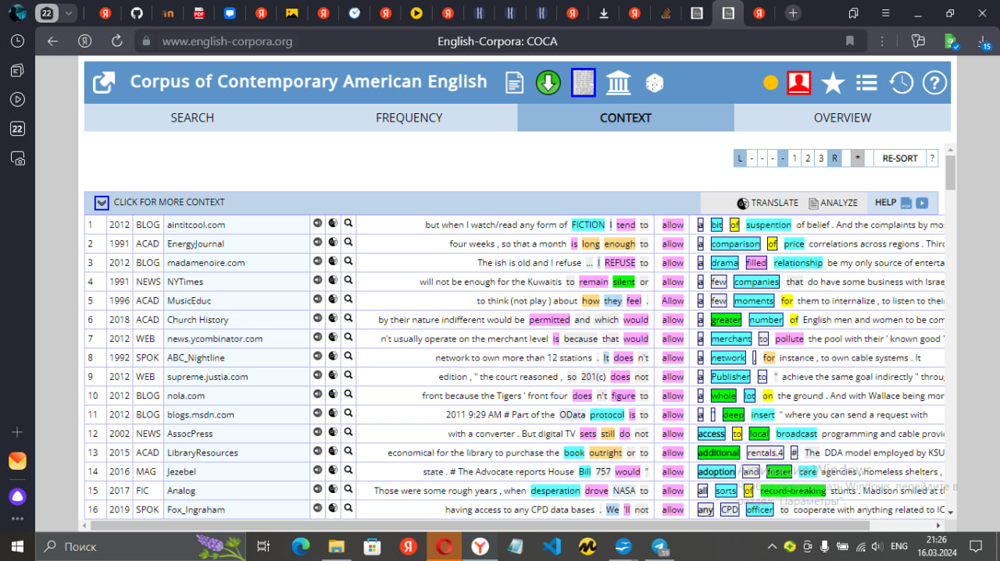 22
www.english-corpora.org
English-Corpora: COCA
15
22
Corpus of Contemporary American English
SEARCH FREQUENCY CONTEXT OVERVIEW
L - - - - 1 2 3 R * RE-SORT ?
CLICK FOR MORE CONTEXT TRANSLATE ANALYZE HELP
1 2012 BLOG aintitcool.com but when I watch/read any form of FICTION I tend to allow a bit of suspention of belief . And the complaints by mo
2 1991 ACAD EnergyJournal four weeks , so that a month is long enough to allow a comparison of price correlations across regions . Thir
3 2012 BLOG madamenoire.com The ish is old and I refuse ... I REFUSE to allow a drama filled relationship be my only source of enterta
4 1991 NEWS NYTimes will not be enough for the Kuwaitis to remain silent or allow a few companies that do have some business with Israe
5 1996 ACAD MusicEduc to think (not play ) about how they feel . Allow a few moments for them to internalize , to listen to thei
6 2018 ACAD Church History by their nature indifferent would be permitted and which would allow a greater number of English men and women to be com
7 2012 WEB news.ycombinator.com n't usually operate on the merchant level is because that would allow a merchant to pollute the pool with their ' known good '
8 1992 SPOK ABC_Nightline network to own more than 12 stations . It does n't allow a network , for instance , to own cable systems . It
9 2012 WEB supreme.justia.com edition , " the court reasoned , so 201(c) does not allow a Publisher to " achieve the same goal indirectly " throu
10 2012 BLOG nola.com front because the Tigers ' front four does n't figure to allow a whole lot on the ground . And with Wallace being mor
11 2012 BLOG blogs.msdn.com 2011 9:29 AM # Part of the OData protocol is to allow a " deep insert " where you can send a request with
12 2002 NEWS AssocPress with a converter . But digital TV sets still do not allow access to local broadcast programming and cable provi
13 2015 ACAD LibraryResources economical for the library to purchase the book outright or to allow additional rentals.4 # The DDA model employed by KSU
14 2016 MAG Jezebel state . # The Advocate reports House Bill 757 would " allow adoption and foster care agencies , homeless shelters ,
15 2017 FIC Analog Those were some rough years , when desperation drove NASA to allow all sorts of record-breaking stunts . Madison smiled at th
16 2019 SPOK Fox_Ingraham having access to any CPD data bases . We 'll not allow any CPD officer to cooperate with anything related to IC
Активация Windows
Чтобы активировать Windows, перейдите в
раздел "Параметры".
Поиск
59
ENG
21:26
16.03.2024